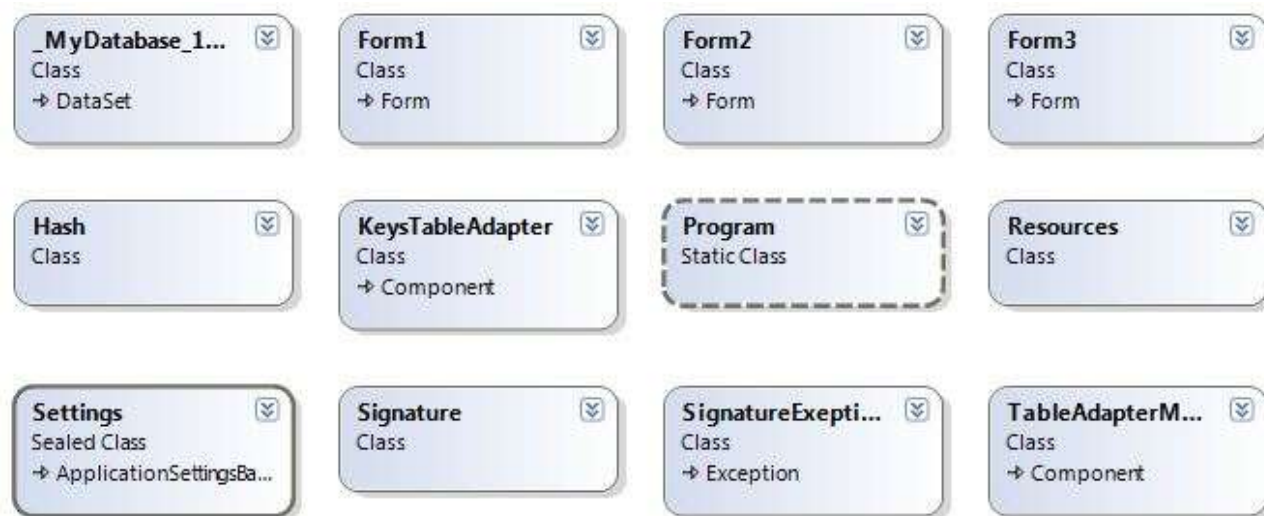 _MyDatabase_1...
Class
DataSet
Form1
Class
Form
Form2
Class
Form
Form3
Class
Form
Hash
Class
KeysTableAdapter
Class
Component
Program
Static Class
Resources
Class
Settings
Sealed Class
ApplicationSettingsBa...
Signature
Class
SignatureExepti...
Class
Exception
TableAdapterM...
Class
Component